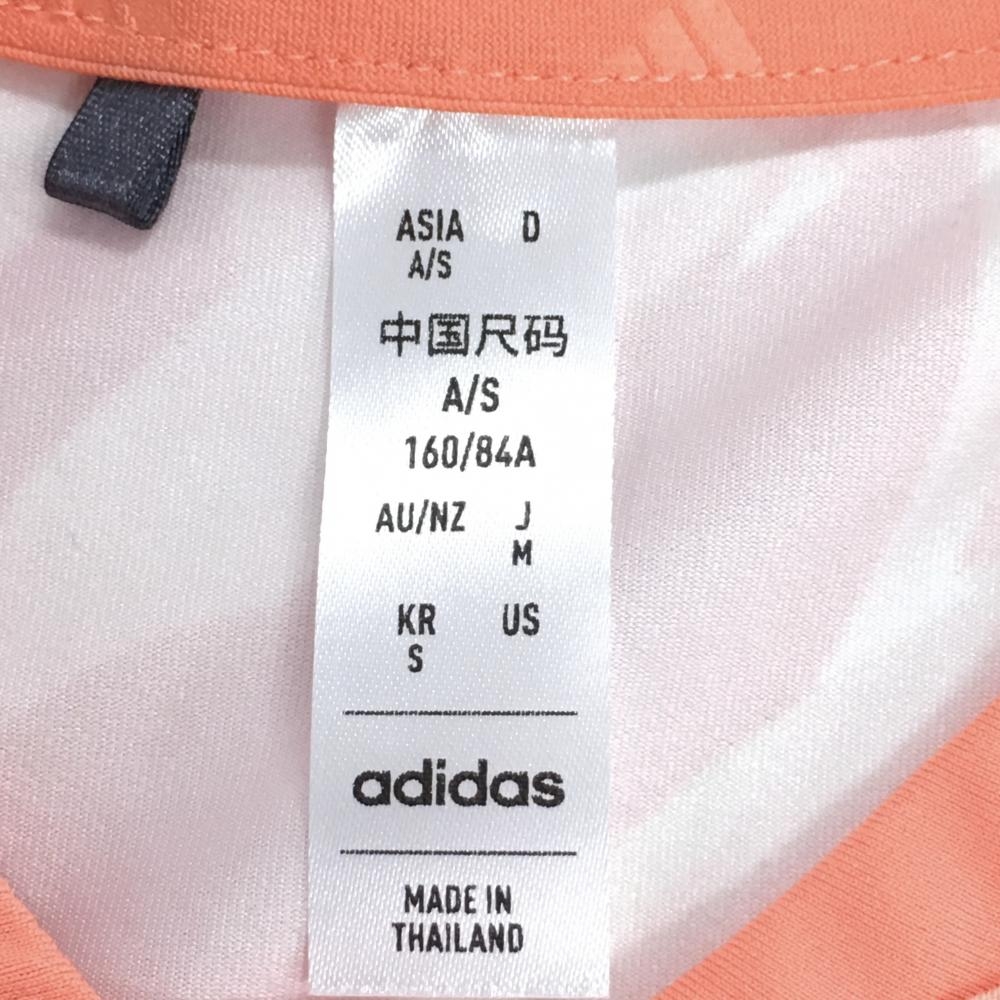 ASIA D
A/S
中国尺码
A/S
160/84A
AU/NZ J
M
KR US
S
adidas
MADE IN
THAILAND